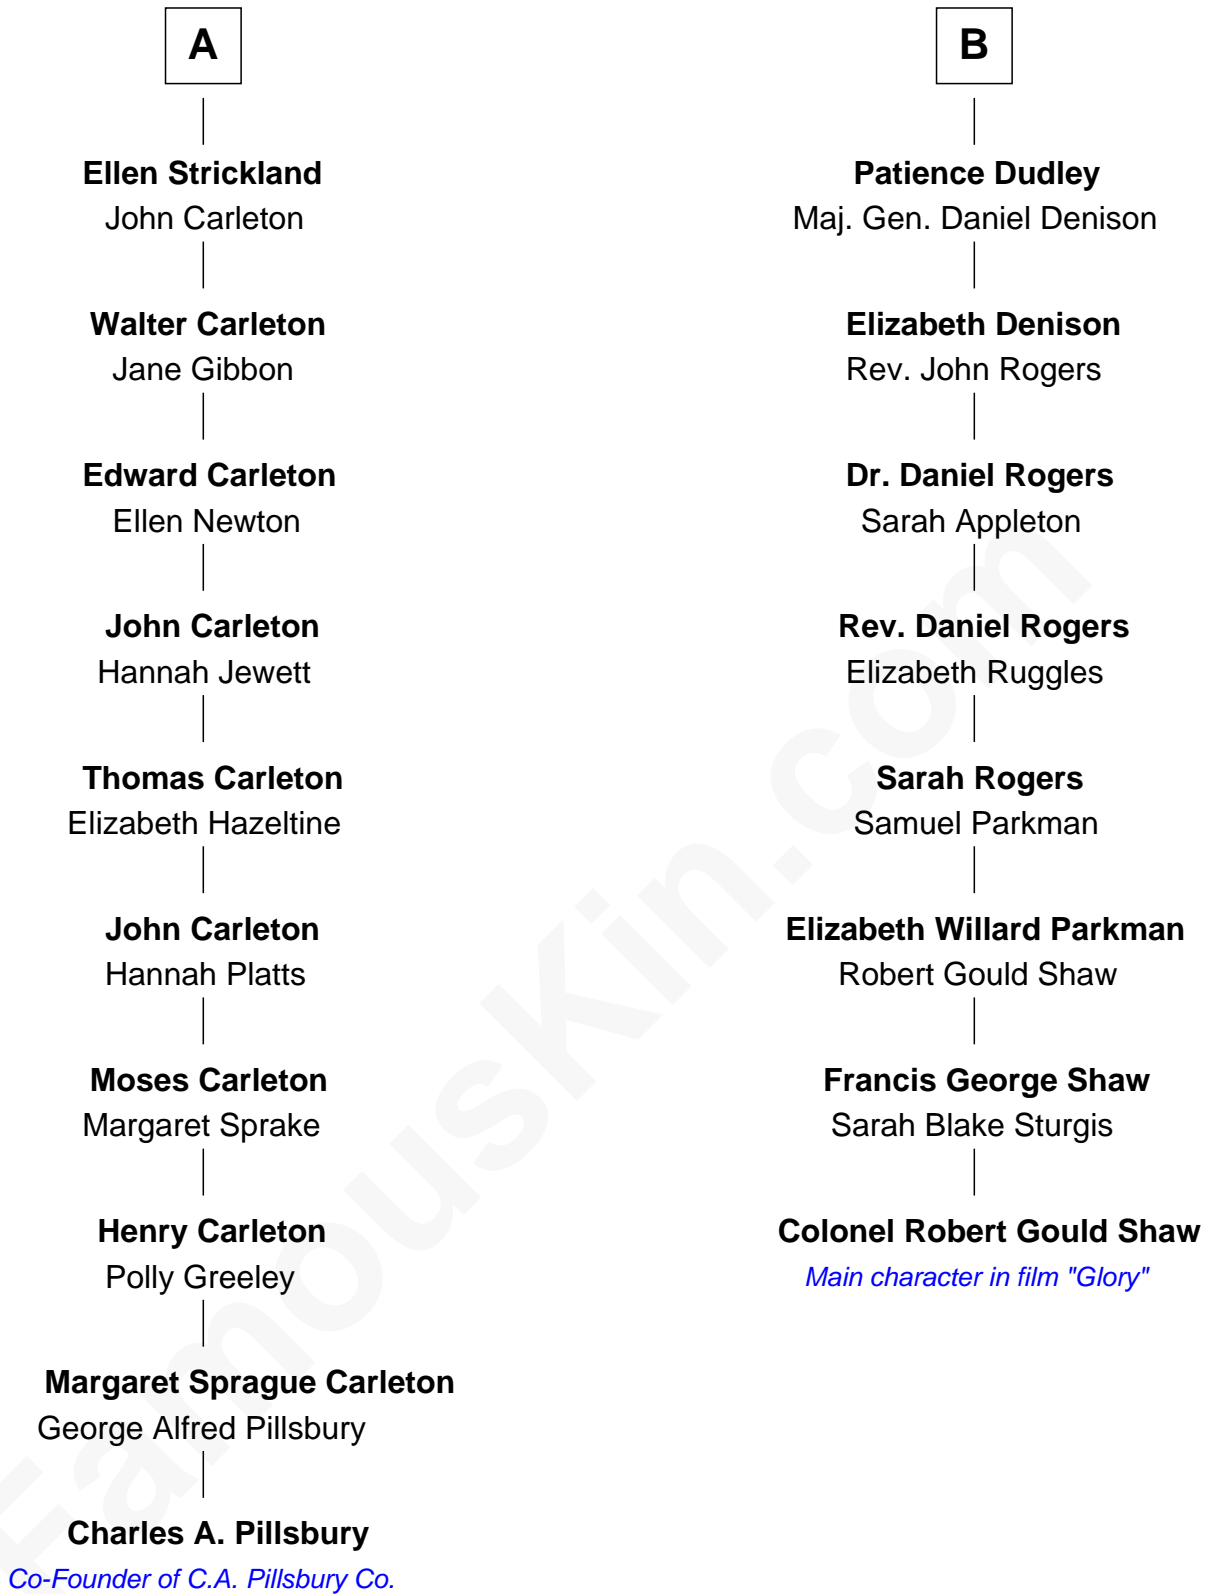 A
Ellen Strickland
John Carleton
Walter Carleton
Jane Gibbon
Edward Carleton
Ellen Newton
John Carleton
Hannah Jewett
Thomas Carleton
Elizabeth Hazeltine
John Carleton
Hannah Platts
Moses Carleton
Margaret Sprake
Henry Carleton
Polly Greeley
Margaret Sprague Carleton
George Alfred Pillsbury
Charles A. Pillsbury
Co-Founder of C.A. Pillsbury Co.
B
Patience Dudley
Maj. Gen. Daniel Denison
Elizabeth Denison
Rev. John Rogers
Dr. Daniel Rogers
Sarah Appleton
Rev. Daniel Rogers
Elizabeth Ruggles
Sarah Rogers
Samuel Parkman
Elizabeth Willard Parkman
Robert Gould Shaw
Francis George Shaw
Sarah Blake Sturgis
Colonel Robert Gould Shaw
Main character in film "Glory"
FamousKin.com